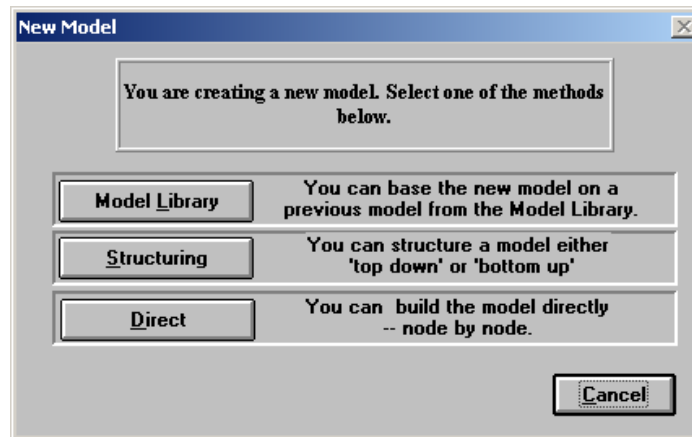 New Model
You are creating a new model. Select one of the methods
below.
Model Library
You can base the new model on a
previous model from the Model Library.
Structuring
You can structure a model either
'top down' or 'bottom up'
Direct
You can build the model directly
-- node by node.
Cancel